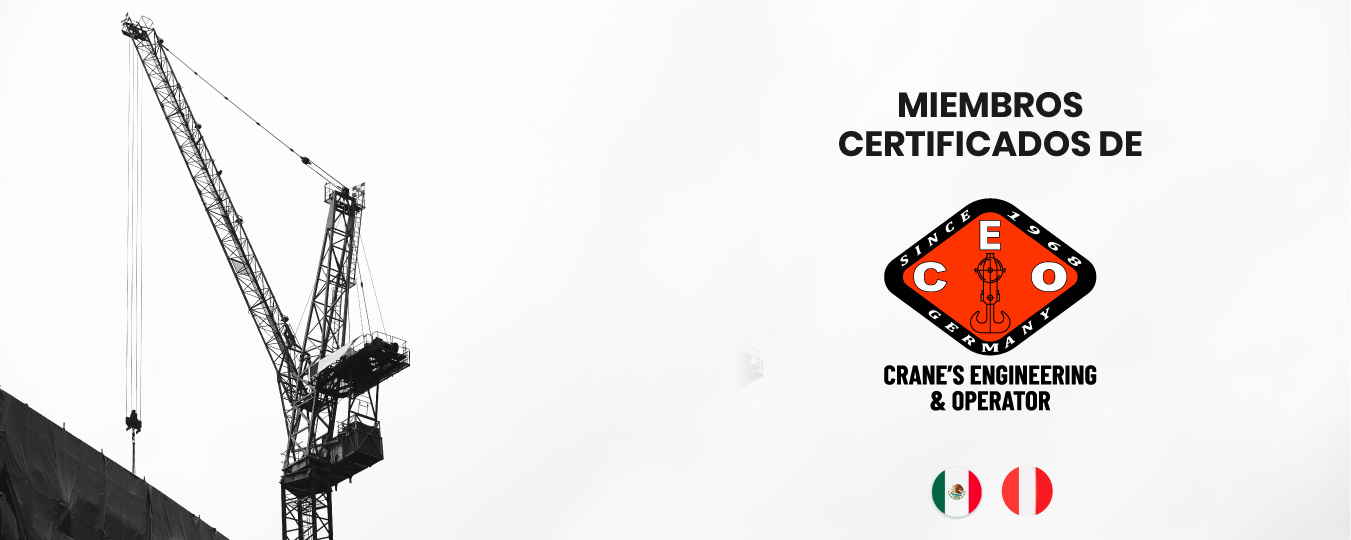 MIEMBROS
CERTIFICADOS DE
SINCE 1968
E
C O
GERMANY
CRANE'S ENGINEERING
& OPERATOR